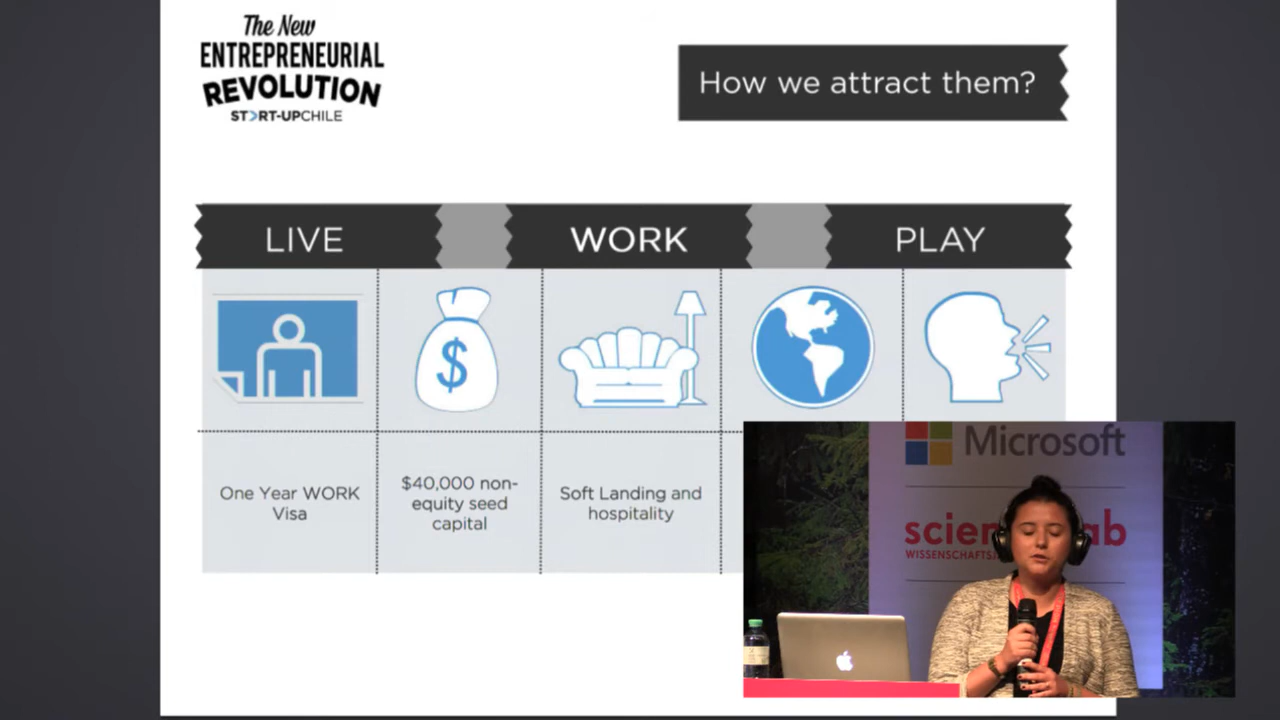 The New
ENTREPRENEURIAL
REVOLUTION
START-UPCHILE
How we attract them?
LIVE
WORK
PLAY
$
One Year WORK
Visa
$40,000 non-
equity seed
capital
Soft Landing and
hospitality
Microsoft